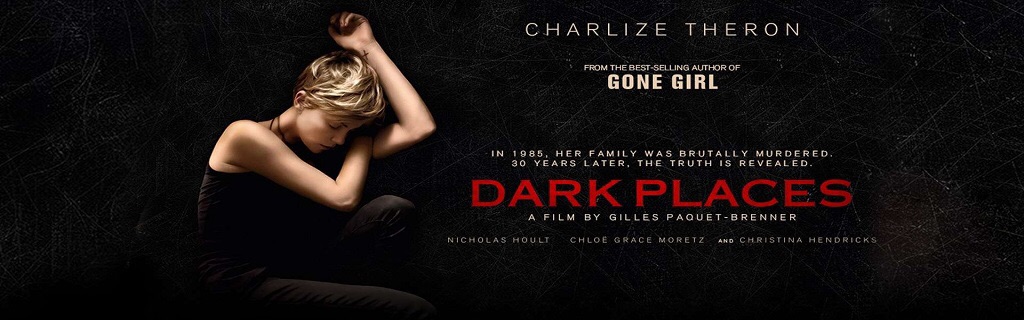 CHARLIZE THERON
FROM THE BEST-SELLING AUTHOR OF
GONE GIRL
IN 1985, HER FAMILY WAS BRUTALLY MURDERED.
30 YEARS LATER, THE TRUTH IS REVEALED.
DARK PLACES
A FILM BY GILLES PAQUET-BRENNER
NICHOLAS HOULT CHLOË GRACE MORETZ AND CHRISTINA HENDRICKS